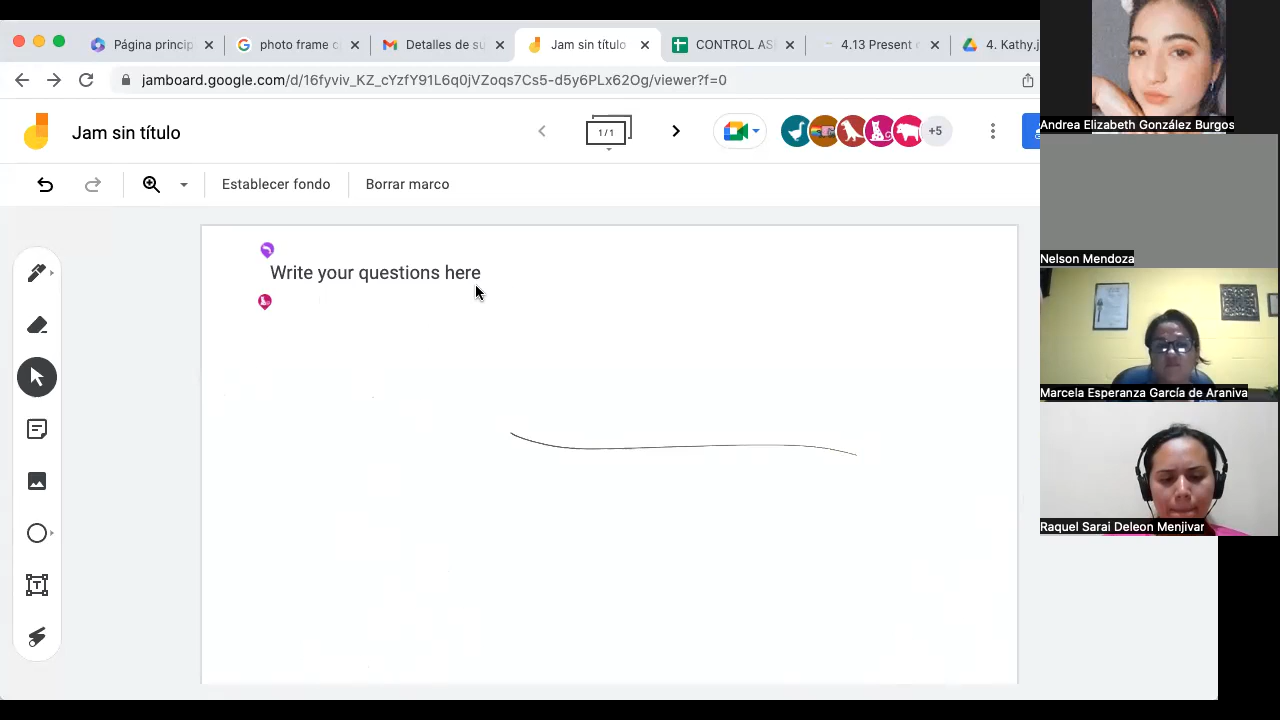 Página princip
photo frame o
Detalles de su
Jam sin título
CONTROL AS
4.13 Present
4. Kathy.j
jamboard.google.com/d/16fyviv_KZ_cYzfY91L6q0jVZoqs7Cs5-d5y6PLx62Og/viewer?f=0
Jam sin título
1/1
+5
Establecer fondo
Borrar marco
Write your questions here
Andrea Elizabeth González Burgos
Nelson Mendoza
Marcela Esperanza García de Araniva
Raquel Sarai Deleon Menjivar